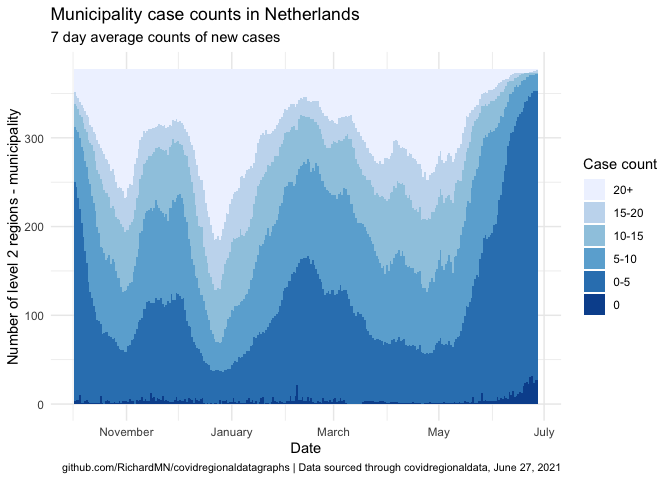 Municipality case counts in Netherlands
7 day average counts of new cases
Number of level 2 regions - municipality
300
200
100
0
November
January
March
May
July
Date
Case count
20+
15-20
10-15
5-10
0-5
0
github.com/RichardMN/covidregionaldatagraphs | Data sourced through covidregionaldata, June 27, 2021